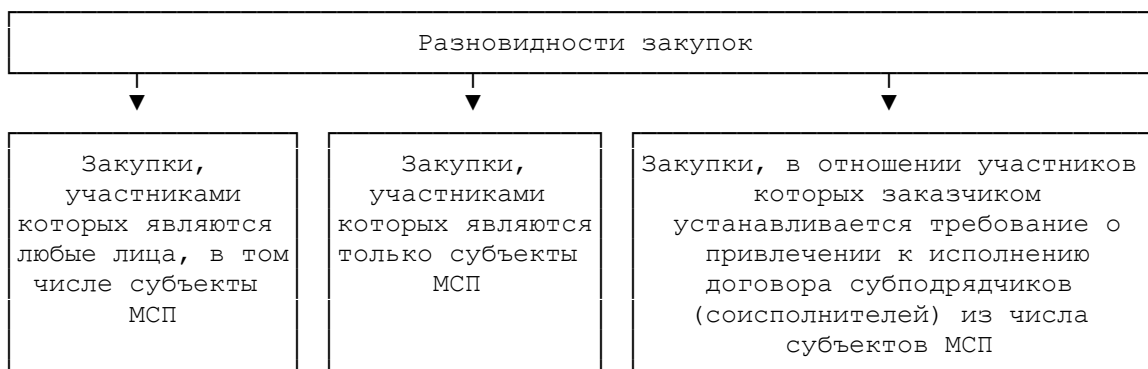 Разновидности закупок
Закупки,
участниками
которых являются
любые лица, в том
числе субъекты
МСП
Закупки,
участниками
которых являются
только субъекты
МСП
Закупки, в отношении участников
которых заказчиком
устанавливается требование о
привлечении к исполнению
договора субподрядчиков
(соисполнителей) из числа
субъектов МСП